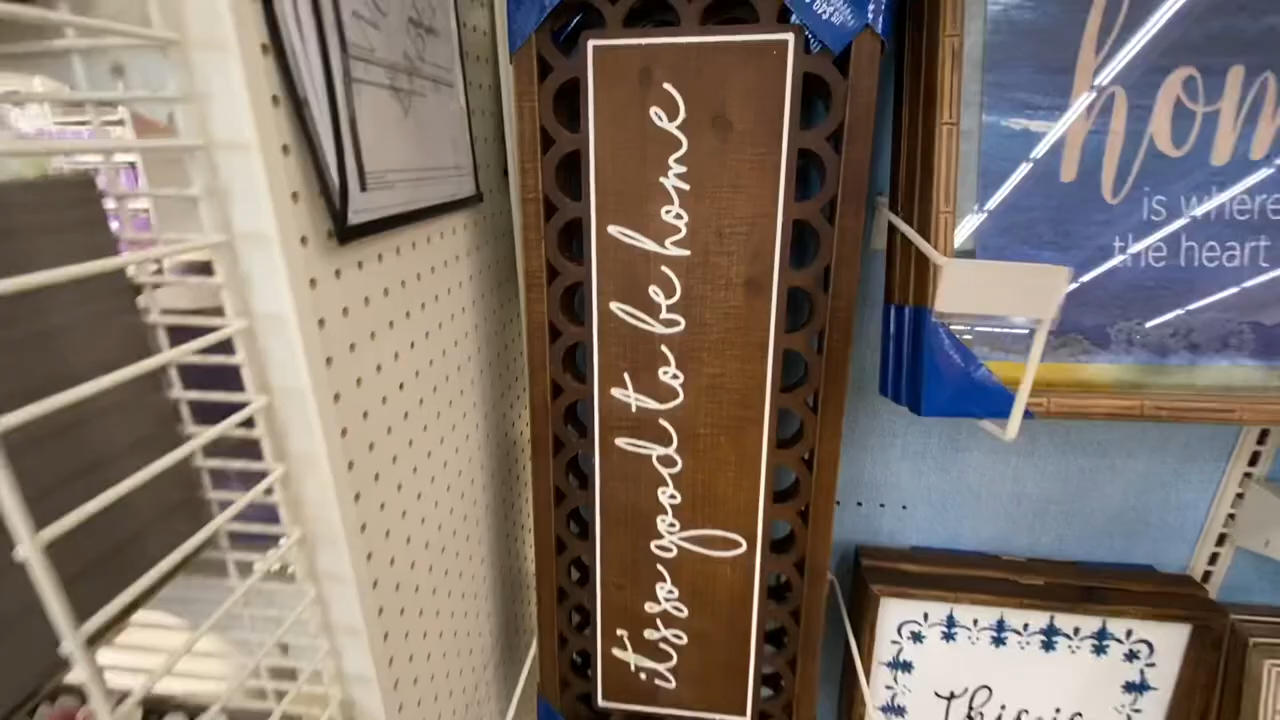 it's so good to be home
hom
is where
the heart
This is